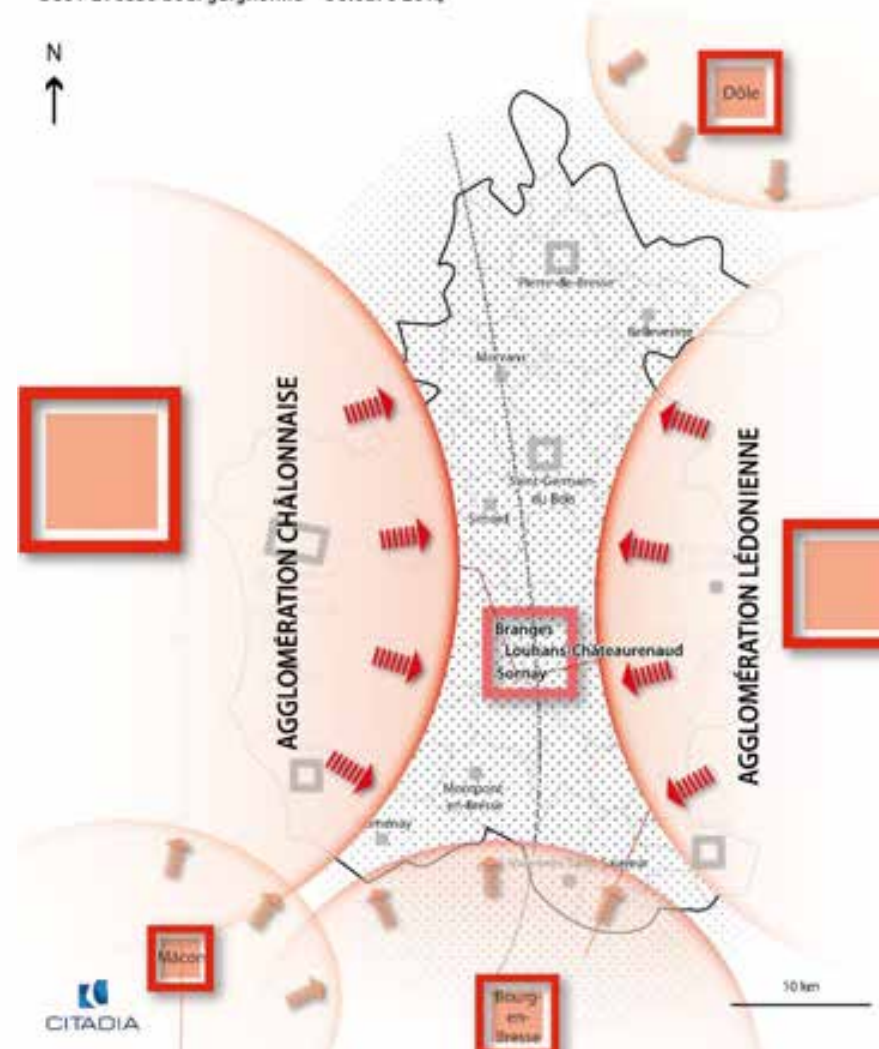 N
Dôle
Pierre-de-Bresse
Bellevesvre
Mervans
AGGLOMÉRATION CHÂLONNAISE
AGGLOMÉRATION LÉDONIENNE
Saint-Germain-
du Bois
Simard
Branges
Louhans-Châteaurenaud
Sornay
Montpont
en-Bresse
Mâcon
Bourg-
en-
Bresse
10 km
CITADIA